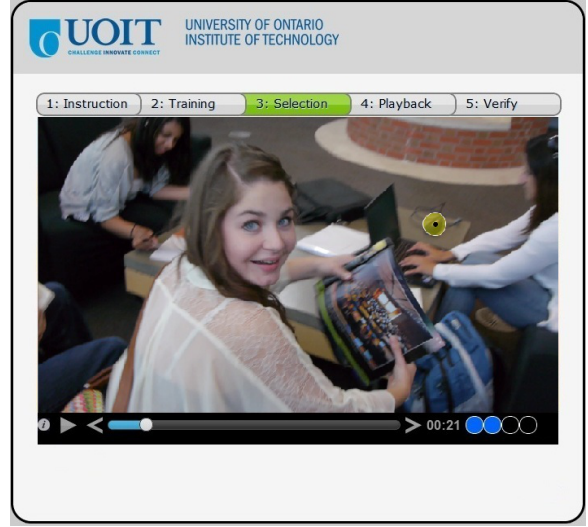 UOIT
CHALLENGE INNOVATE CONNECT
UNIVERSITY OF ONTARIO
INSTITUTE OF TECHNOLOGY
1: Instruction 2: Training 3: Selection 4: Playback 5: Verify
00:21